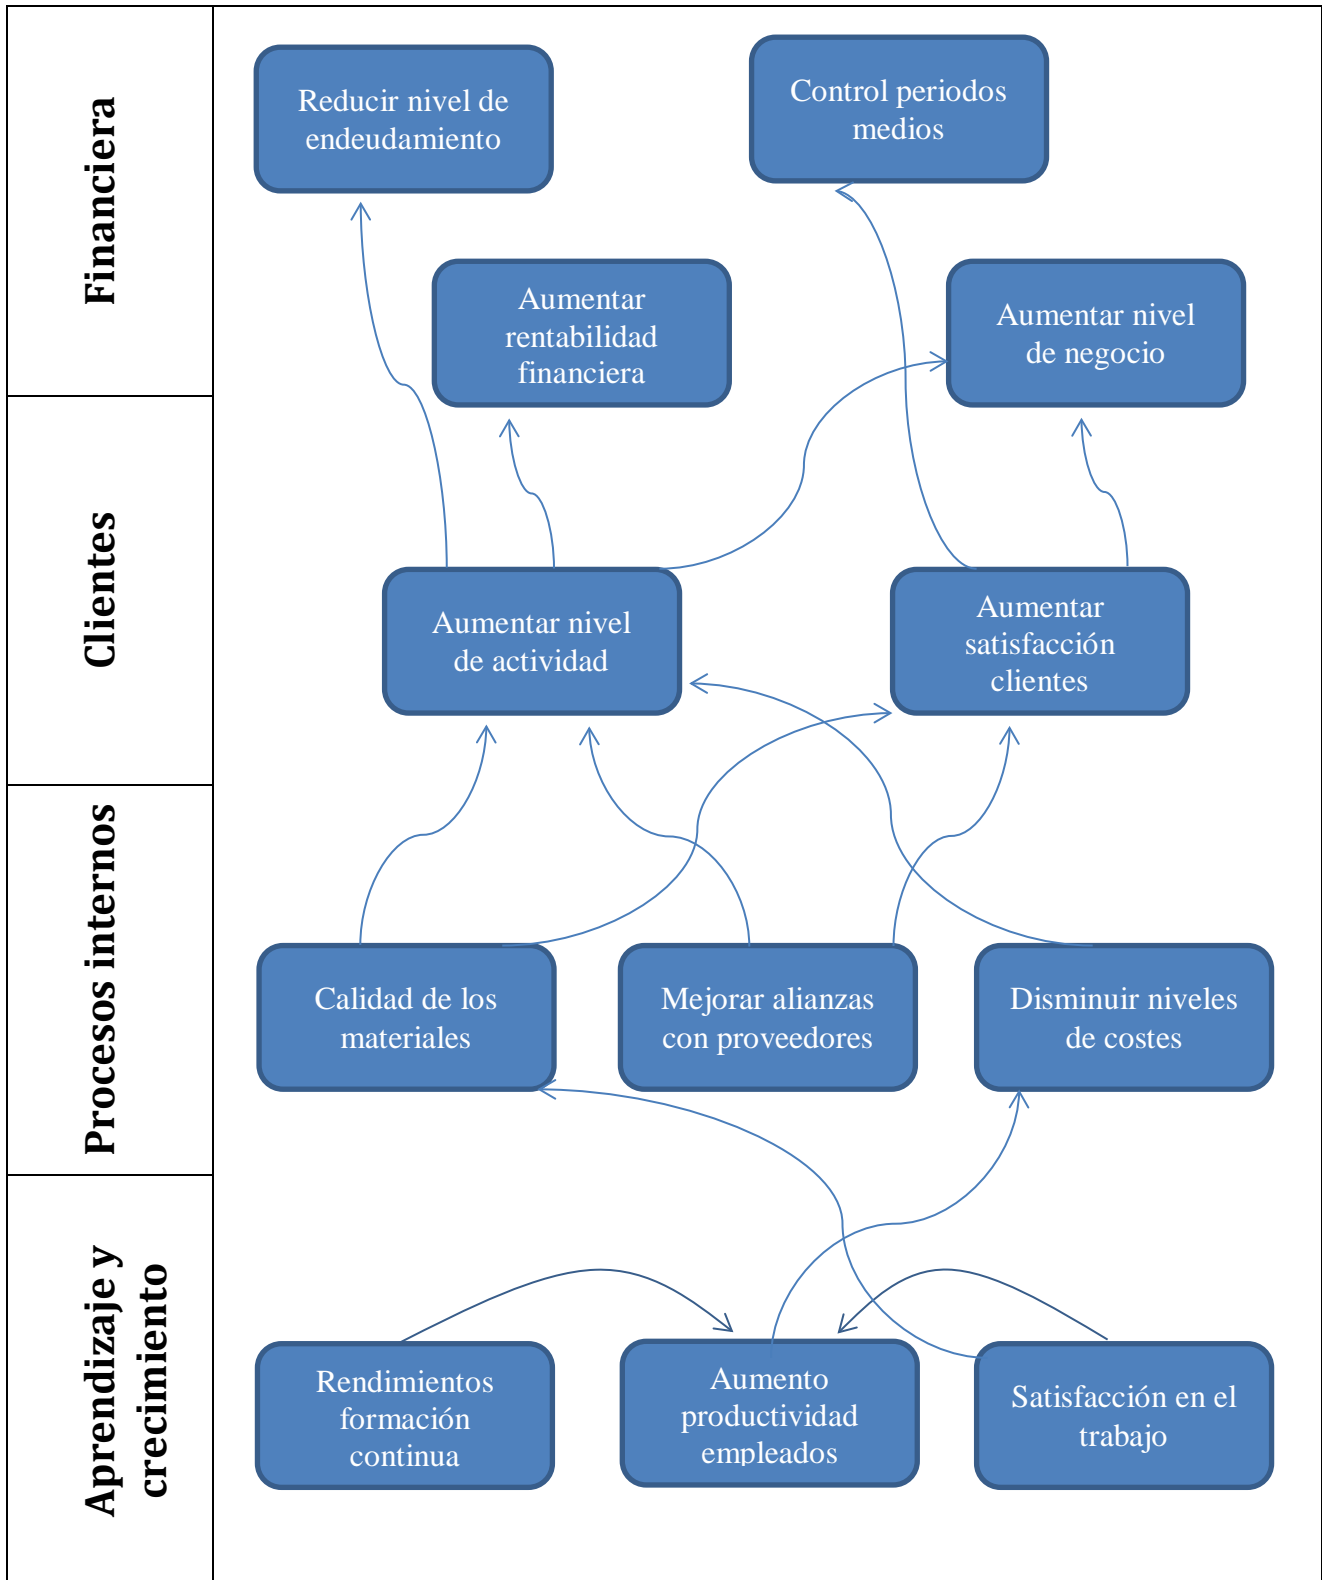 Financiera
Reducir nivel de
endeudamiento
Control periodos
medios
Aumentar
rentabilidad
financiera
Aumentar nivel
de negocio
Clientes
Aumentar nivel
de actividad
Aumentar
satisfacción
clientes
Procesos internos
Calidad de los
materiales
Mejorar alianzas
con proveedores
Disminuir niveles
de costes
Aprendizaje y
crecimiento
Rendimientos
formación
continua
Aumento
productividad
empleados
Satisfacción en el
trabajo